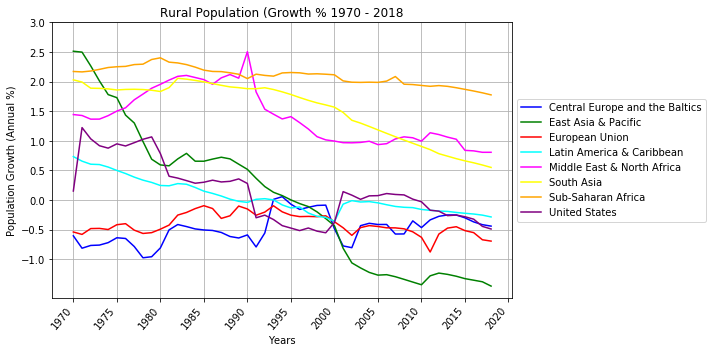 Rural Population (Growth % 1970 - 2018
Population Growth (Annual %)
3.0
2.5
2.0
1.5
1.0
0.5
0.0
−0.5
−1.0
1970
1975
1980
1985
1990
1995
2000
2005
2010
2015
2020
Years
Central Europe and the Baltics
East Asia & Pacific
European Union
Latin America & Caribbean
Middle East & North Africa
South Asia
Sub-Saharan Africa
United States